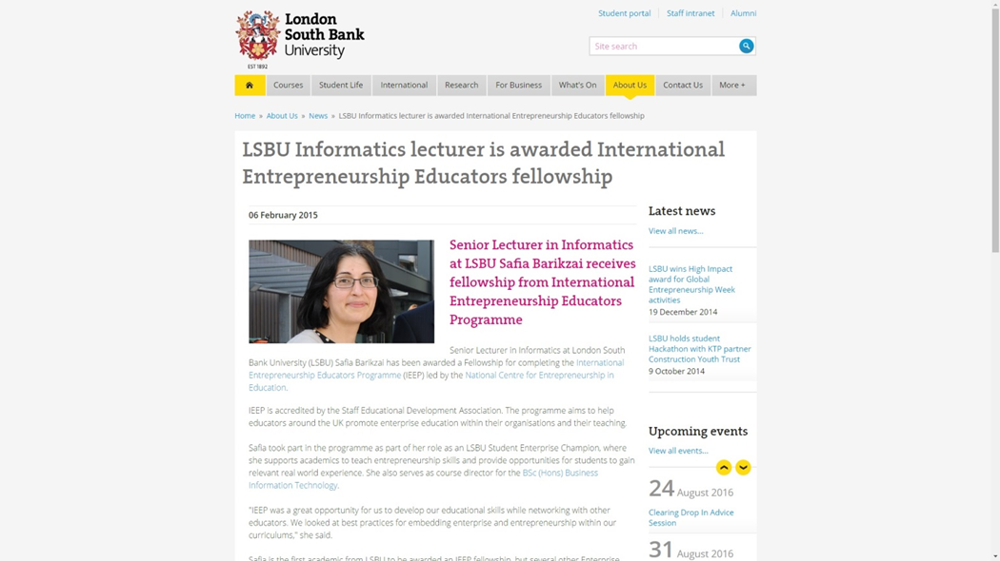 London
South Bank
University
EST 1892
Student portal
Staff intranet
Alumni
Site search
Courses
Student Life
International
Research
For Business
What's On
About Us
Contact Us
More +
Home » About Us » News » LSBU Informatics lecturer is awarded International Entrepreneurship Educators fellowship
LSBU Informatics lecturer is awarded International
Entrepreneurship Educators fellowship
06 February 2015
Senior Lecturer in Informatics
at LSBU Safia Barikzai receives
fellowship from International
Entrepreneurship Educators
Programme
Senior Lecturer in Informatics at London South
Bank University (LSBU) Safia Barikzai has been awarded a Fellowship for completing the International
Entrepreneurship Educators Programme (IEEP) led by the National Centre for Entrepreneurship in
Education.
IEEP is accredited by the Staff Educational Development Association. The programme aims to help
educators around the UK promote enterprise education within their organisations and their teaching.
Safia took part in the programme as part of her role as an LSBU Student Enterprise Champion, where
she supports academics to teach entrepreneurship skills and provide opportunities for students to gain
relevant real world experience. She also serves as course director for the BSc (Hons) Business
Information Technology.
"IEEP was a great opportunity for us to develop our educational skills while networking with other
educators. We looked at best practices for embedding enterprise and entrepreneurship within our
curriculums," she said.
Safia is the first academic from LSBU to be awarded an IEEP fellowship, but several other Enterprise
Latest news
View all news...
LSBU wins High Impact
award for Global
Entrepreneurship Week
activities
19 December 2014
LSBU holds student
Hackathon with KTP partner
Construction Youth Trust
9 October 2014
Upcoming events
View all events...
24 August 2016
Clearing Drop In Advice
Session
31 August 2016